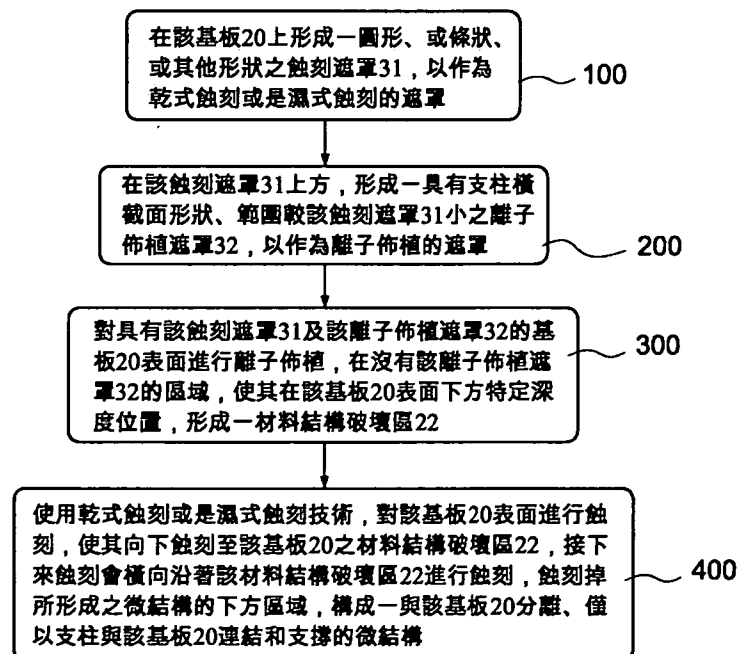 在該基板20上形成一圓形、或條狀、
或其他形狀之蝕刻遮罩31，以作為
乾式蝕刻或是濕式蝕刻的遮罩
100
在該蝕刻遮罩31上方，形成一具有支柱橫
截面形狀、範圍較該蝕刻遮罩31小之離子
佈植遮罩32，以作為離子佈植的遮罩
200
對具有該蝕刻遮罩31及該離子佈植遮罩32的基
板20表面進行離子佈植，在沒有該離子佈植遮
罩32的區域，使其在該基板20表面下方特定深
度位置，形成一材料結構破壞區22
300
使用乾式蝕刻或是濕式蝕刻技術，對該基板20表面進行蝕
刻，使其向下蝕刻至該基板20之材料結構破壞區22，接下
來蝕刻會橫向沿著該材料結構破壞區22進行蝕刻，蝕刻掉
所形成之微結構的下方區域，構成一與該基板20分離、僅
以支柱與該基板20連結和支撐的微結構
400